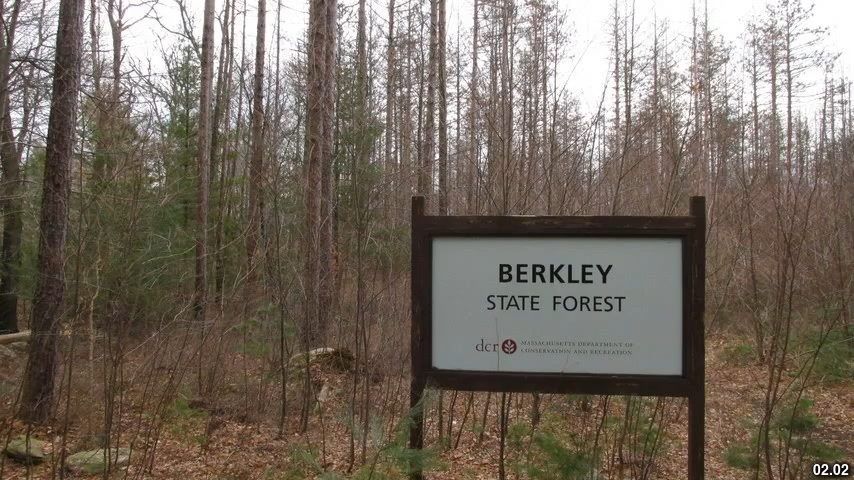 BERKLEY
STATE FOREST
dcr MASSACHUSETTS DEPARTMENT OF
CONSERVATION AND RECREATION
02.02